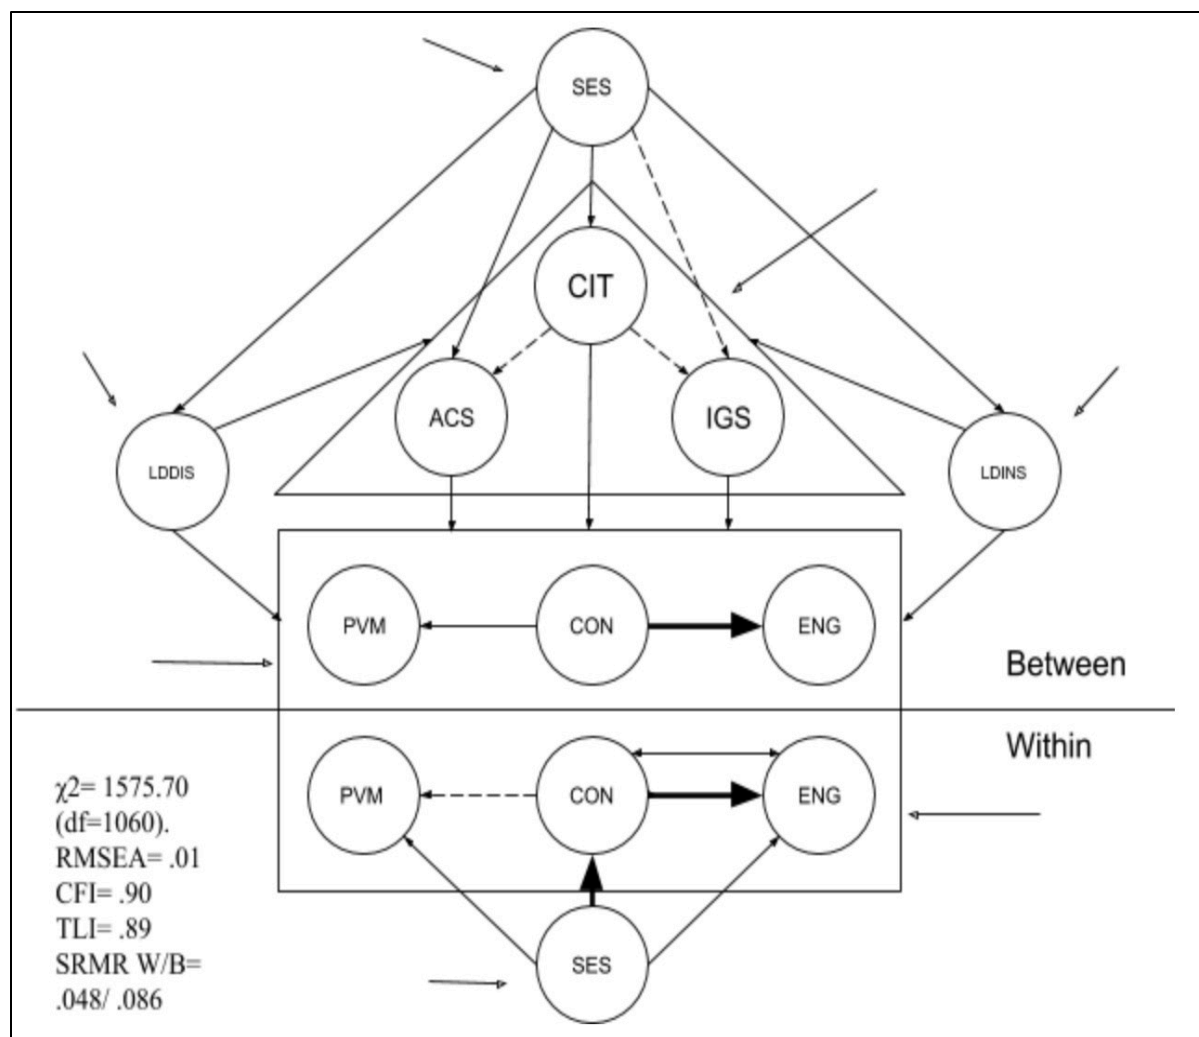 SES
CIT
ACS
IGS
LDDIS
LDINS
PVM
CON
ENG
Between
Within
PVM
CON
ENG
χ2= 1575.70
(df=1060).
RMSEA= .01
CFI= .90
TLI= .89
SRMR W/B=
.048/ .086
SES